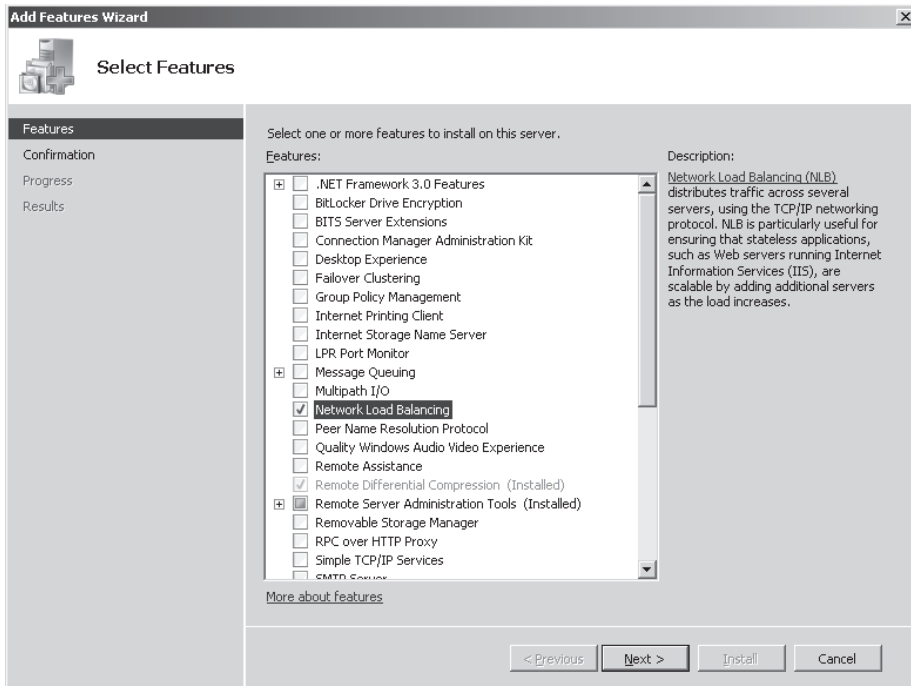 Add Features Wizard
Select Features
Features
Confirmation
Progress
Results
Select one or more features to install on this server.
Features:
.NET Framework 3.0 Features
BitLocker Drive Encryption
BITS Server Extensions
Connection Manager Administration Kit
Desktop Experience
Failover Clustering
Group Policy Management
Internet Printing Client
Internet Storage Name Server
LPR Port Monitor
Message Queuing
Multipath I/O
Network Load Balancing
Peer Name Resolution Protocol
Quality Windows Audio Video Experience
Remote Assistance
Remote Differential Compression (Installed)
Remote Server Administration Tools (Installed)
Removable Storage Manager
RPC over HTTP Proxy
Simple TCP/IP Services
SMTP Server
More about features
Description:
Network Load Balancing (NLB)
distributes traffic across several
servers, using the TCP/IP networking
protocol. NLB is particularly useful for
ensuring that stateless applications,
such as Web servers running Internet
Information Services (IIS), are
scalable by adding additional servers
as the load increases.
< Previous
Next >
Install
Cancel